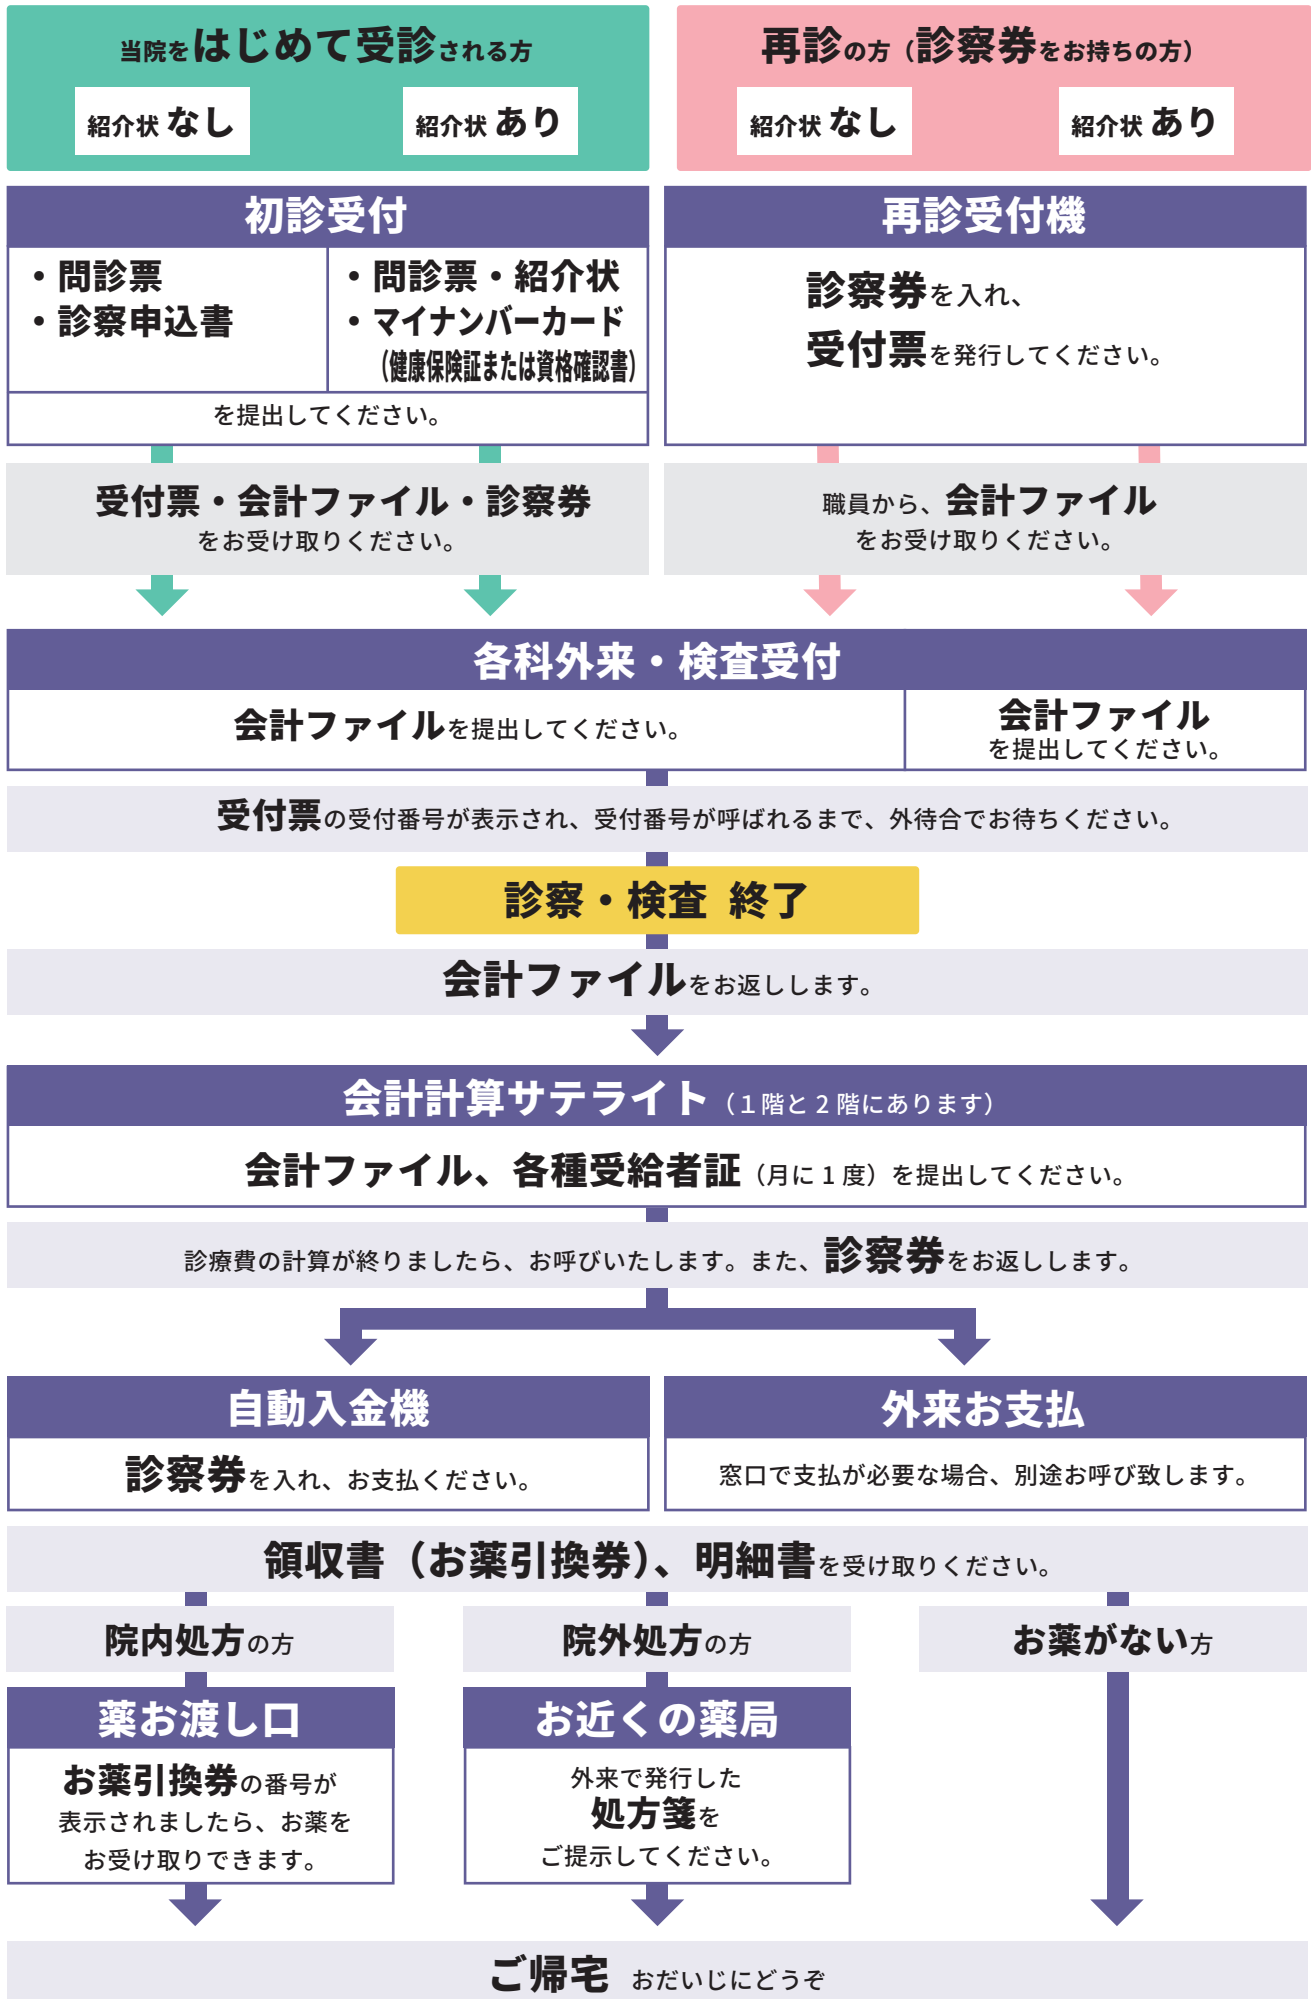 当院をはじめて受診される方
紹介状 なし
紹介状 あり
再診の方（診察券をお持ちの方）
紹介状 なし
紹介状 あり
初診受付
・問診票
・診察申込書
・問診票・紹介状
・マイナンバーカード
（健康保険証または資格確認書）
を提出してください。
再診受付機
診察券を入れ、
受付票を発行してください。
受付票・会計ファイル・診察券
をお受け取りください。
職員から、会計ファイル
をお受け取りください。
各科外来・検査受付
会計ファイルを提出してください。
会計ファイル
を提出してください。
受付票の受付番号が表示され、受付番号が呼ばれるまで、外待合でお待ちください。
診察・検査 終了
会計ファイルをお返しします。
会計計算サテライト（１階と２階にあります）
会計ファイル、各種受給者証（月に１度）を提出してください。
診療費の計算が終りましたら、お呼びいたします。また、診察券をお返しします。
自動入金機
診察券を入れ、お支払ください。
外来お支払
窓口で支払が必要な場合、別途お呼び致します。
領収書（お薬引換券）、明細書を受け取りください。
院内処方の方
薬お渡し口
お薬引換券の番号が
表示されましたら、お薬を
お受け取りできます。
院外処方の方
お近くの薬局
外来で発行した
処方箋を
ご提示してください。
お薬がない方
ご帰宅 おだいじにどうぞ